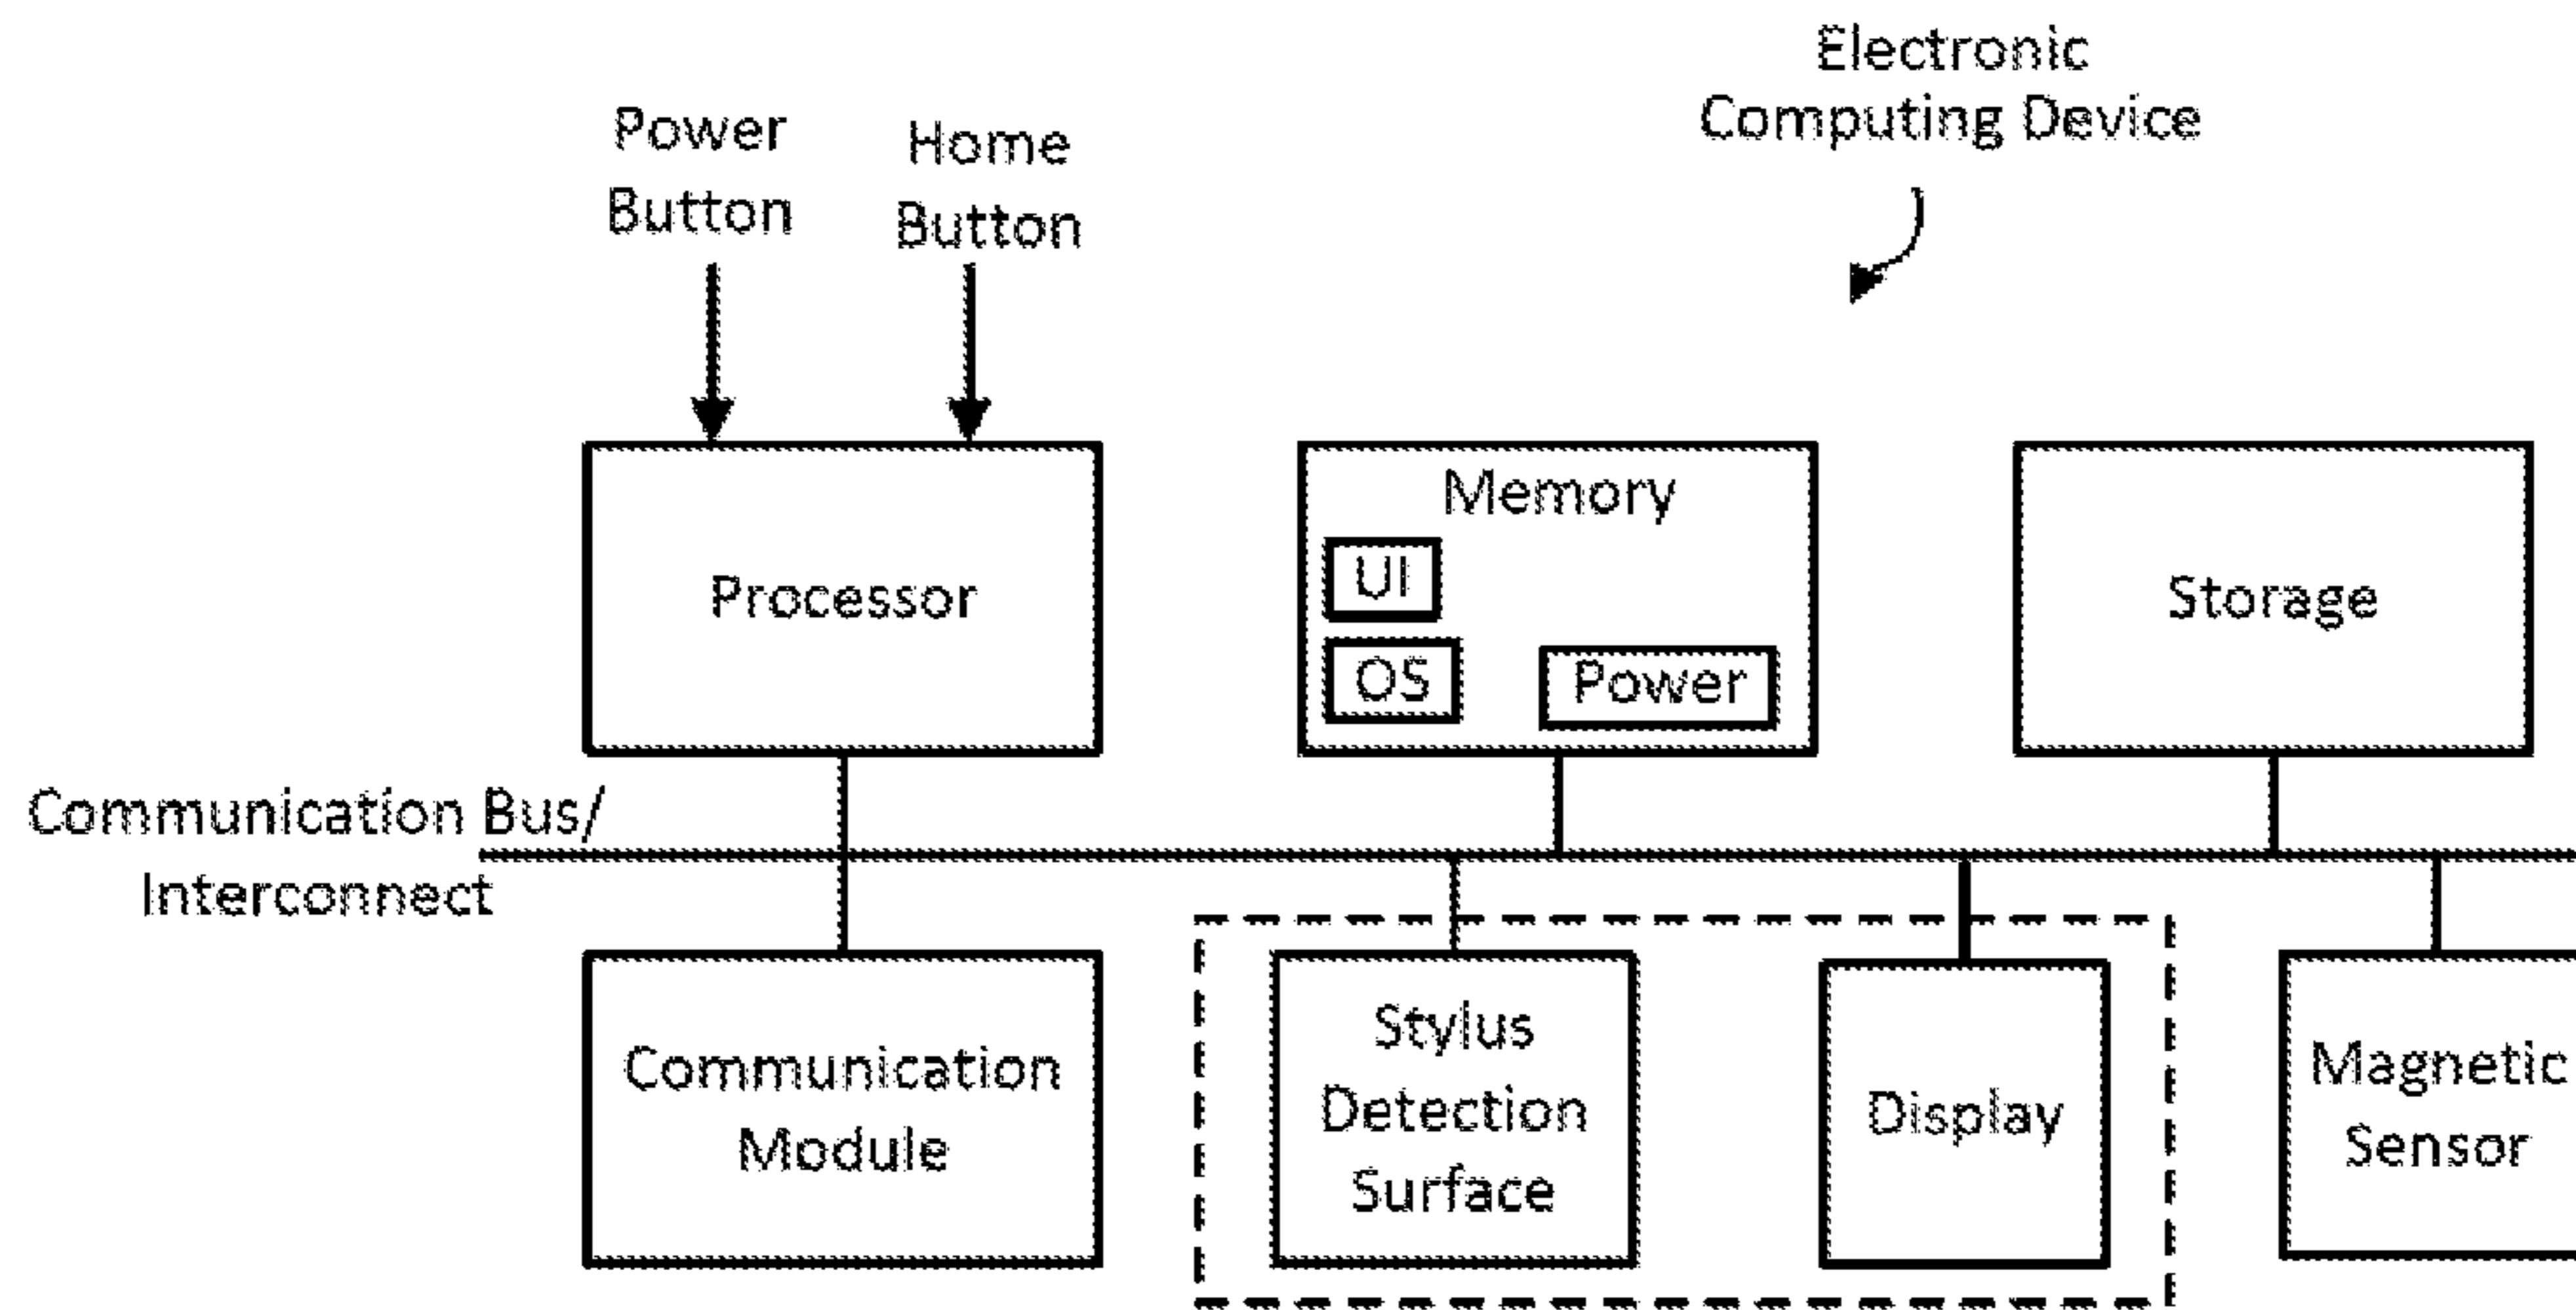 Electronic
Computing Device
Power
Button
Home
Button
Processor
Memory
UI
OS
Power
Storage
Communication Bus/
Interconnect
Communication
Module
Stylus
Detection
Surface
Display
Magnetic
Sensor